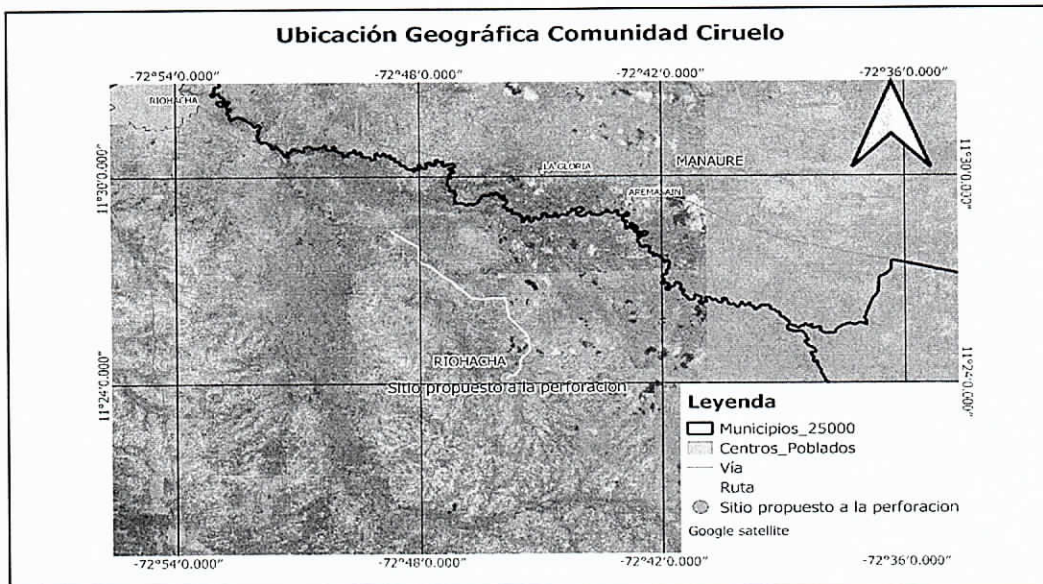 Ubicación Geográfica Comunidad Ciruelo
-72°54'0.000" -72°48'0.000" -72°42'0.000" -72°36'0.000"
RIOHACHA
11°30'0.000"
LA GLORIA
MANAURE
11°30'0.000"
AREMASAIN
RIOHACHA
Sitio propuesto a la perforacion
11°24'0.000"
11°24'0.000"
Leyenda
Municipios_25000
Centros_Poblados
Vía
Ruta
Sitio propuesto a la perforacion
Google satellite
-72°54'0.000" -72°48'0.000" -72°42'0.000" -72°36'0.000"